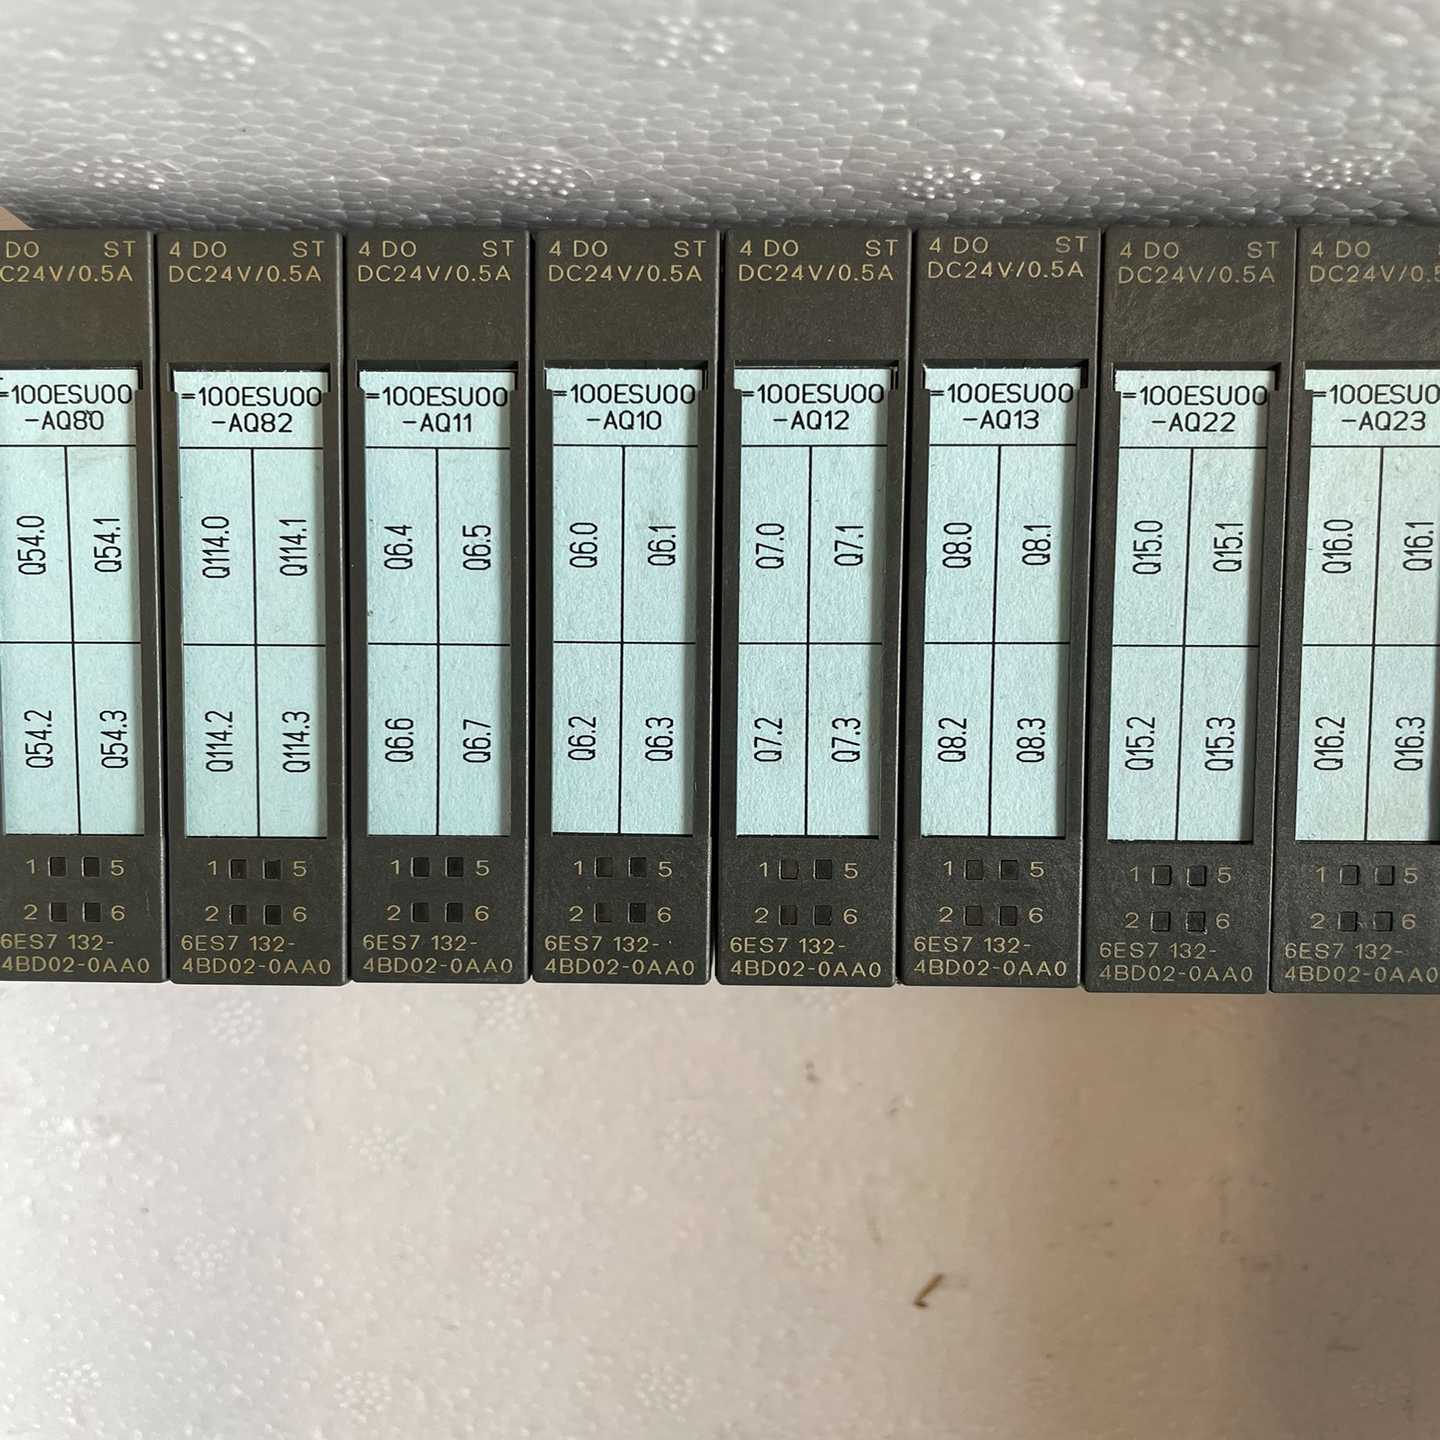 DO ST
C24V/0.5A
=100ESU00
-AQ80
Q54.0 Q54.1
Q54.2 Q54.3
1 5
2 6
6ES7 132-
4BD02-0AA0
4 DO ST
DC24V/0.5A
=100ESU00
-AQ82
Q114.0 Q114.1
Q114.2 Q114.3
1 5
2 6
6ES7 132-
4BD02-0AA0
4 DO ST
DC24V/0.5A
=100ESU00
-AQ11
Q6.4 Q6.5
Q6.6 Q6.7
1 5
2 6
6ES7 132-
4BD02-0AA0
4 DO ST
DC24V/0.5A
=100ESU00
-AQ10
Q6.0 Q6.1
Q6.2 Q6.3
1 5
2 6
6ES7 132-
4BD02-0AA0
4 DO ST
DC24V/0.5A
=100ESU00
-AQ12
Q7.0 Q7.1
Q7.2 Q7.3
1 5
2 6
6ES7 132-
4BD02-0AA0
4 DO ST
DC24V/0.5A
=100ESU00
-AQ13
Q8.0 Q8.1
Q8.2 Q8.3
1 5
2 6
6ES7 132-
4BD02-0AA0
4 DO ST
DC24V/0.5A
=100ESU00
-AQ22
Q15.0 Q15.1
Q15.2 Q15.3
1 5
2 6
6ES7 132-
4BD02-0AA0
4 DO
DC24V/0.5
=100ESU00
-AQ23
Q16.0 Q16.1
Q16.2 Q16.3
1 5
2 6
6ES7 132-
4BD02-0AA0